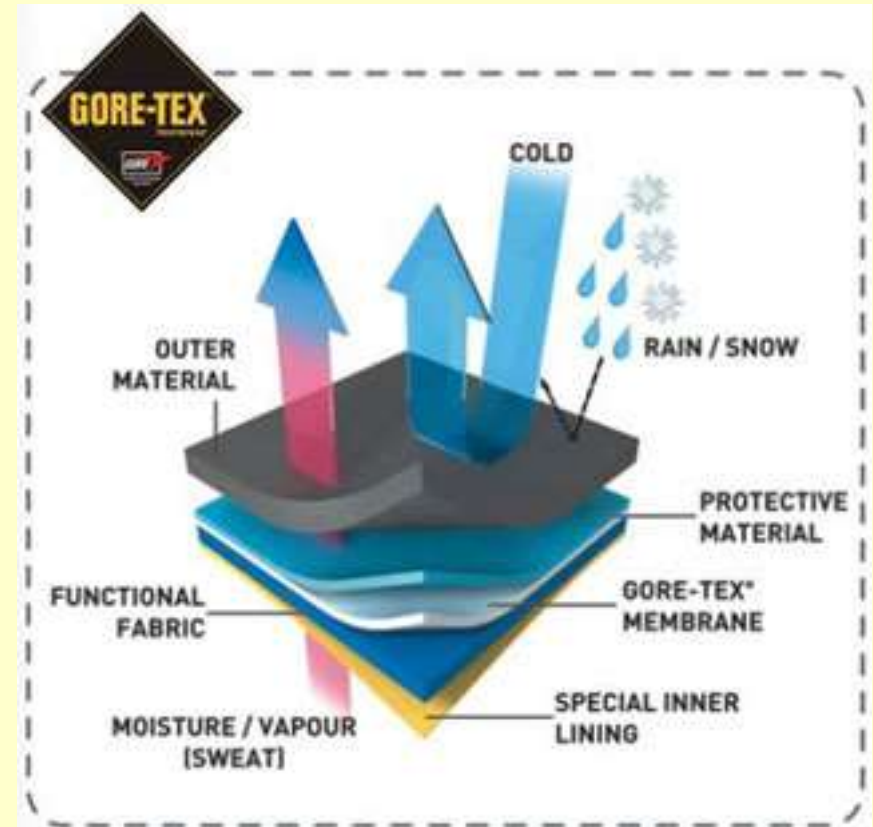 GORE-TEX
COLD
RAIN / SNOW
OUTER
MATERIAL
PROTECTIVE
MATERIAL
FUNCTIONAL
FABRIC
GORE-TEX®
MEMBRANE
MOISTURE / VAPOUR
(SWEAT)
SPECIAL INNER
LINING